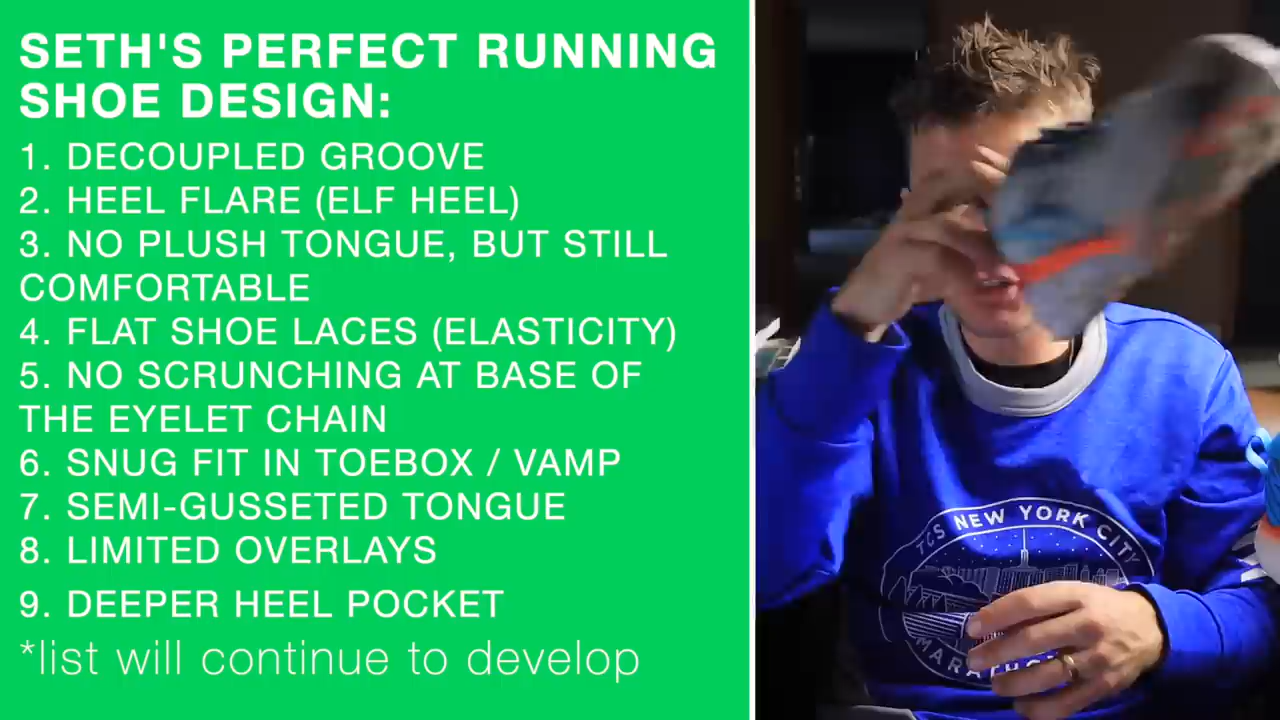 SETH'S PERFECT RUNNING
SHOE DESIGN:
1. DECOUPLED GROOVE
2. HEEL FLARE (ELF HEEL)
3. NO PLUSH TONGUE, BUT STILL
COMFORTABLE
4. FLAT SHOE LACES (ELASTICITY)
5. NO SCRUNCHING AT BASE OF
THE EYELET CHAIN
6. SNUG FIT IN TOEBOX / VAMP
7. SEMI-GUSSETED TONGUE
8. LIMITED OVERLAYS
9. DEEPER HEEL POCKET
*list will continue to develop
TCS NEW YORK CITY